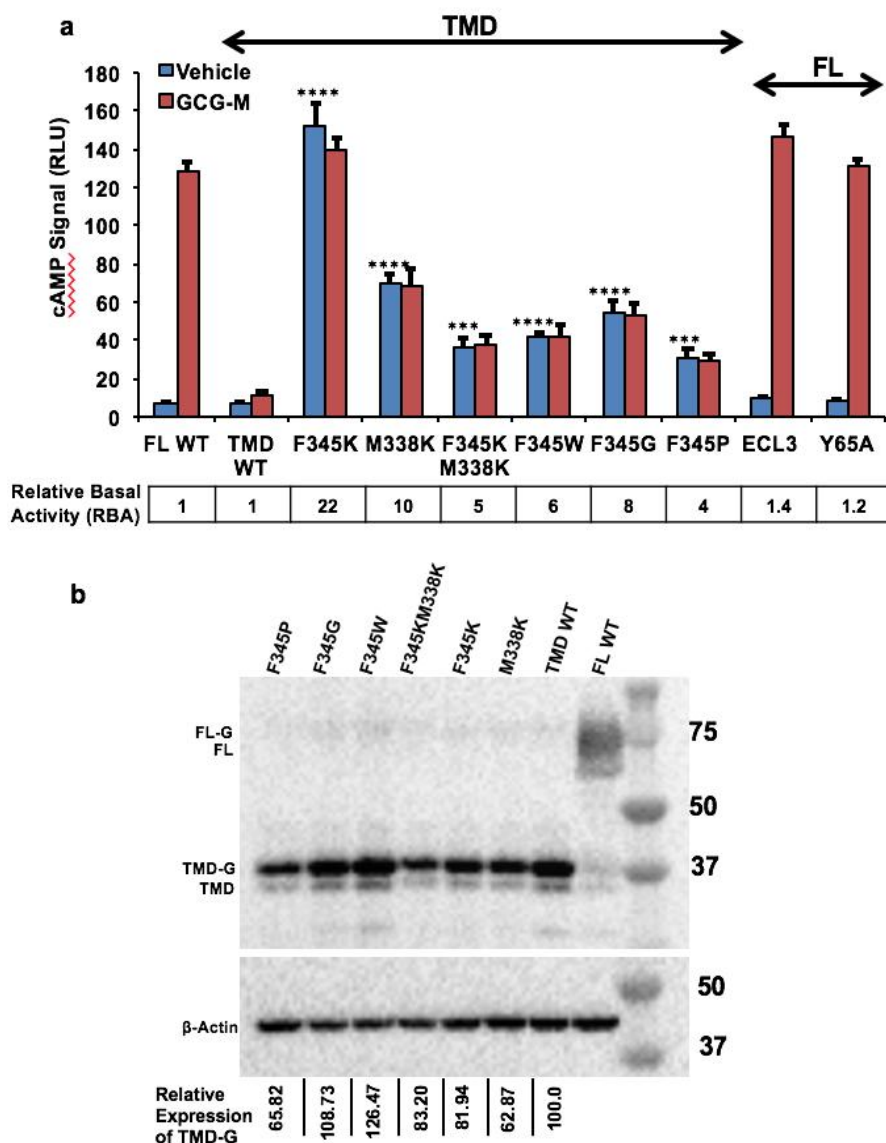 a
TMD
FL
Vehicle
GCG-M
cAMP Signal (RLU)
180
160
140
120
100
80
60
40
20
0
****
****
***
****
****
***
FL WT
TMD WT
F345K
M338K
F345K M338K
F345W
F345G
F345P
ECL3
Y65A
Relative Basal Activity (RBA)
1
1
22
10
5
6
8
4
1.4
1.2
b
F345P
F345G
F345W
F345KM338K
F345K
M338K
TMD WT
FL WT
FL-G
FL
75
50
TMD-G
TMD
37
β-Actin
50
37
Relative
Expression
of TMD-G
65.82
108.73
126.47
83.20
81.94
62.87
100.0